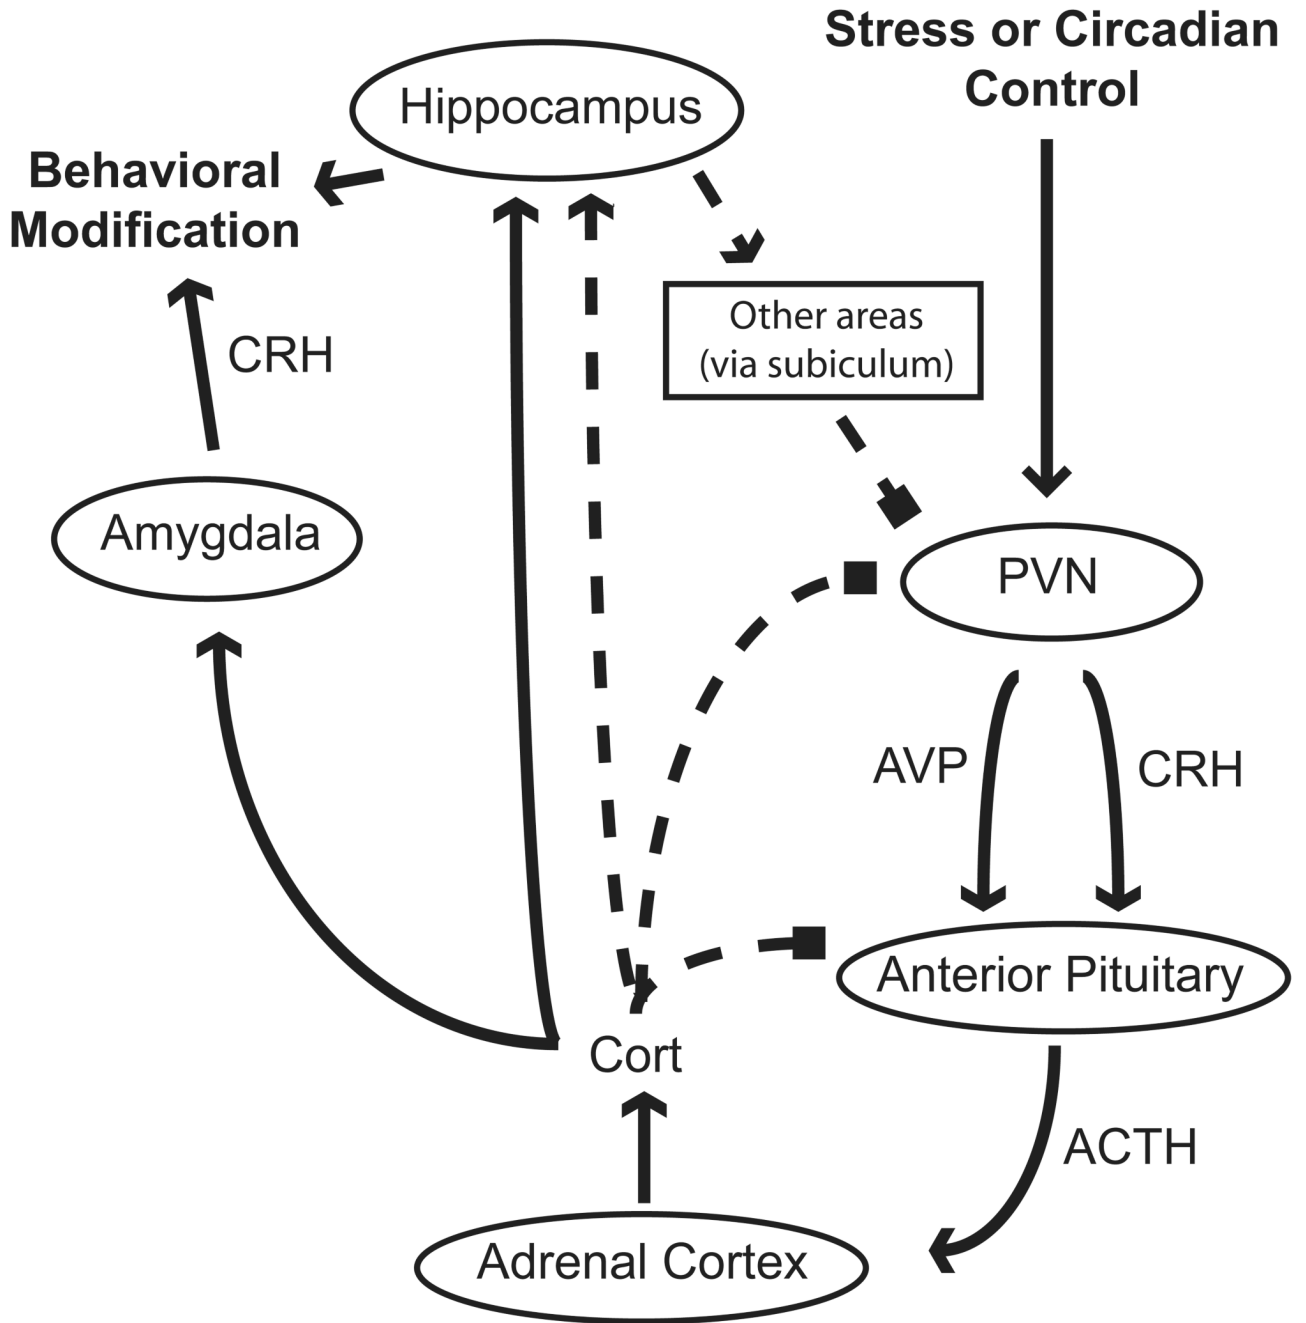 Stress or Circadian
Control
Hippocampus
Behavioral
Modification
Other areas
(via subiculum)
CRH
Amygdala
PVN
AVP
CRH
Anterior Pituitary
Cort
ACTH
Adrenal Cortex